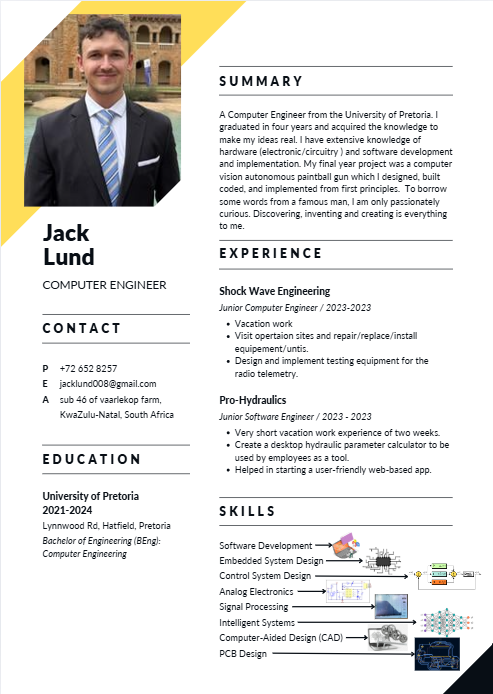 Jack
Lund
COMPUTER ENGINEER
CONTACT
P +72 652 8257
E jacklund008@gmail.com
A sub 46 of vaarlekop farm,
KwaZulu-Natal, South Africa
EDUCATION
University of Pretoria
2021-2024
Lynnwood Rd, Hatfield, Pretoria
Bachelor of Engineering (BEng):
Computer Engineering
SUMMARY
A Computer Engineer from the University of Pretoria. I
graduated in four years and acquired the knowledge to
make my ideas real. I have extensive knowledge of
hardware (electronic/circuitry ) and software development
and implementation. My final year project was a computer
vision autonomous paintball gun which I designed, built
coded, and implemented from first principles. To borrow
some words from a famous man, I am only passionately
curious. Discovering, inventing and creating is everything
to me.
EXPERIENCE
Shock Wave Engineering
Junior Computer Engineer / 2023-2023
• Vacation work
• Visit opertaion sites and repair/replace/install
equipement/untis.
• Design and implement testing equipment for the
radio telemetry.
Pro-Hydraulics
Junior Software Engineer / 2023 - 2023
• Very short vacation work experience of two weeks.
• Create a desktop hydraulic parameter calculator to be
used by employees as a tool.
• Helped in starting a user-friendly web-based app.
SKILLS
Software Development
Embedded System Design
Control System Design
Analog Electronics
Signal Processing
Intelligent Systems
Computer-Aided Design (CAD)
PCB Design